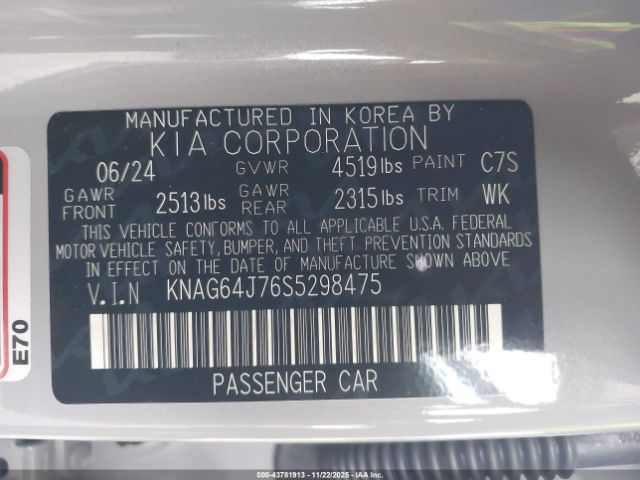 MANUFACTURED IN KOREA BY
KIA CORPORATION
06/24 GVWR 4519lbs PAINT C7S
GAWR FRONT 2513lbs GAWR REAR 2315lbs TRIM WK
THIS VEHICLE CONFORMS TO ALL APPLICABLE U.S.A. FEDERAL
MOTOR VEHICLE SAFETY, BUMPER, AND THEFT PREVENTION STANDARDS
IN EFFECT ON THE DATE OF MANUFACTURE SHOWN ABOVE
V.I.N KNAG64J76S5298475
PASSENGER CAR
E70
000-43781913 - 11/22/2025 - IAA Inc.